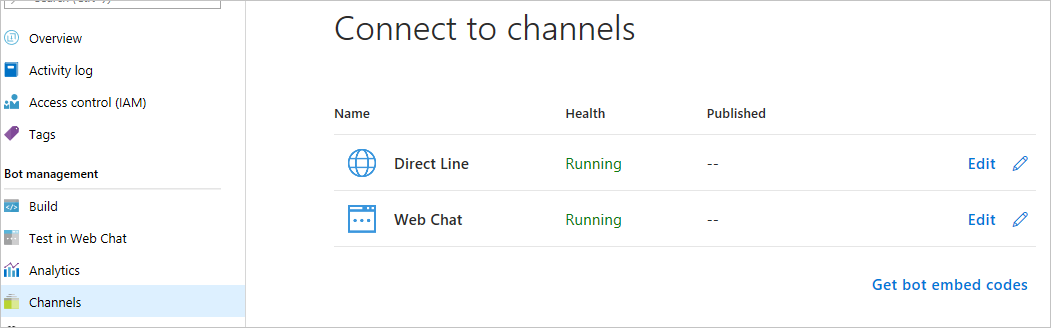 Overview
Activity log
Access control (IAM)
Tags
Bot management
Build
Test in Web Chat
Analytics
Channels
Connect to channels
Name Health Published
Direct Line Running -- Edit
Web Chat Running -- Edit
Get bot embed codes